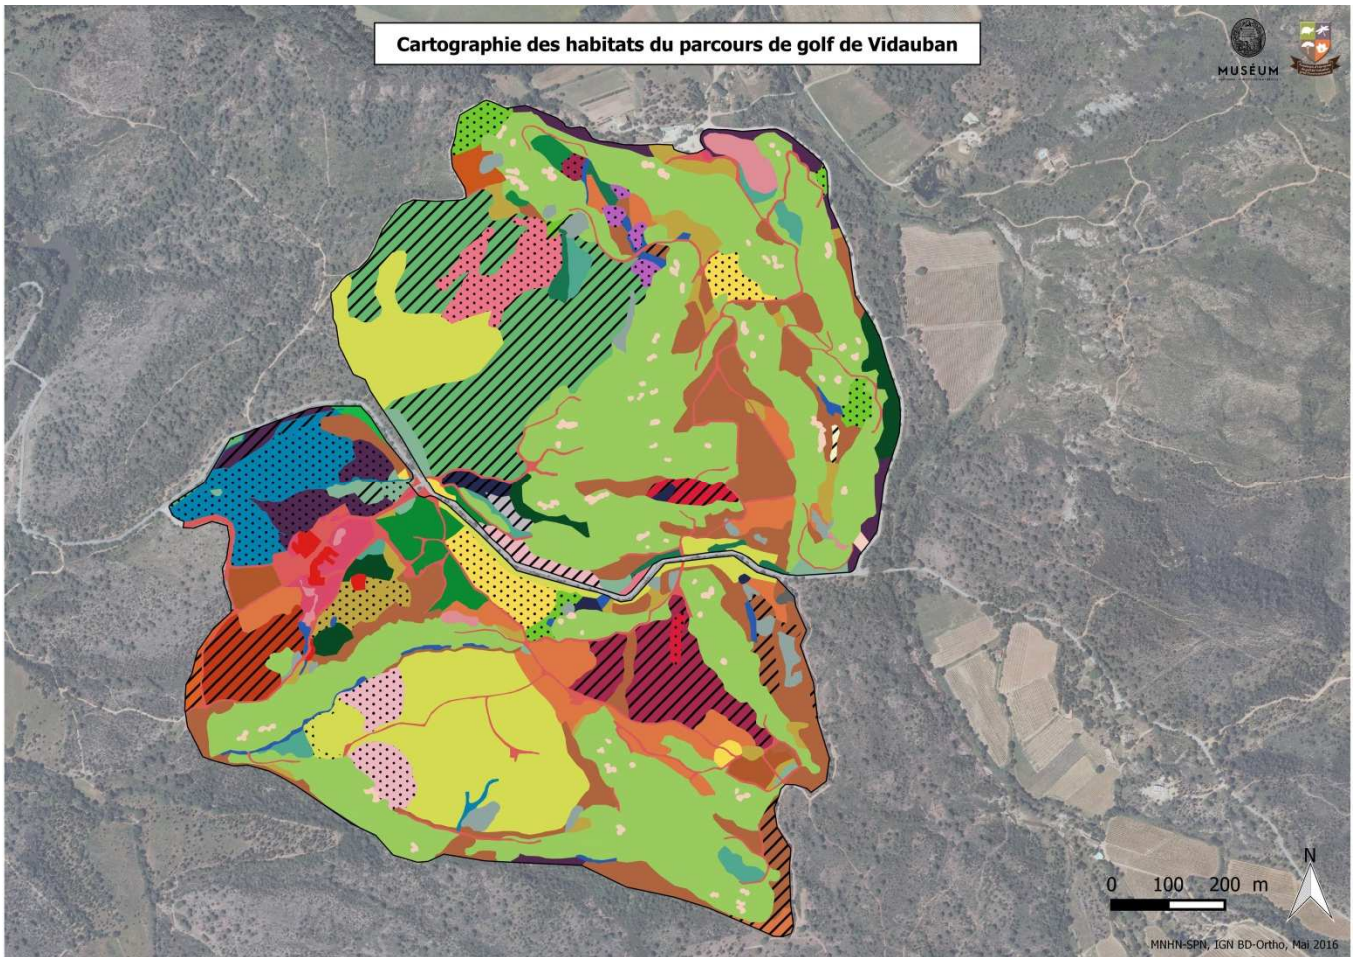 Cartographie des habitats du parcours de golf de Vidauban
MUSÉUM
N
0 100 200 m
MNHN-SPN, IGN BD-Ortho, Mai 2016